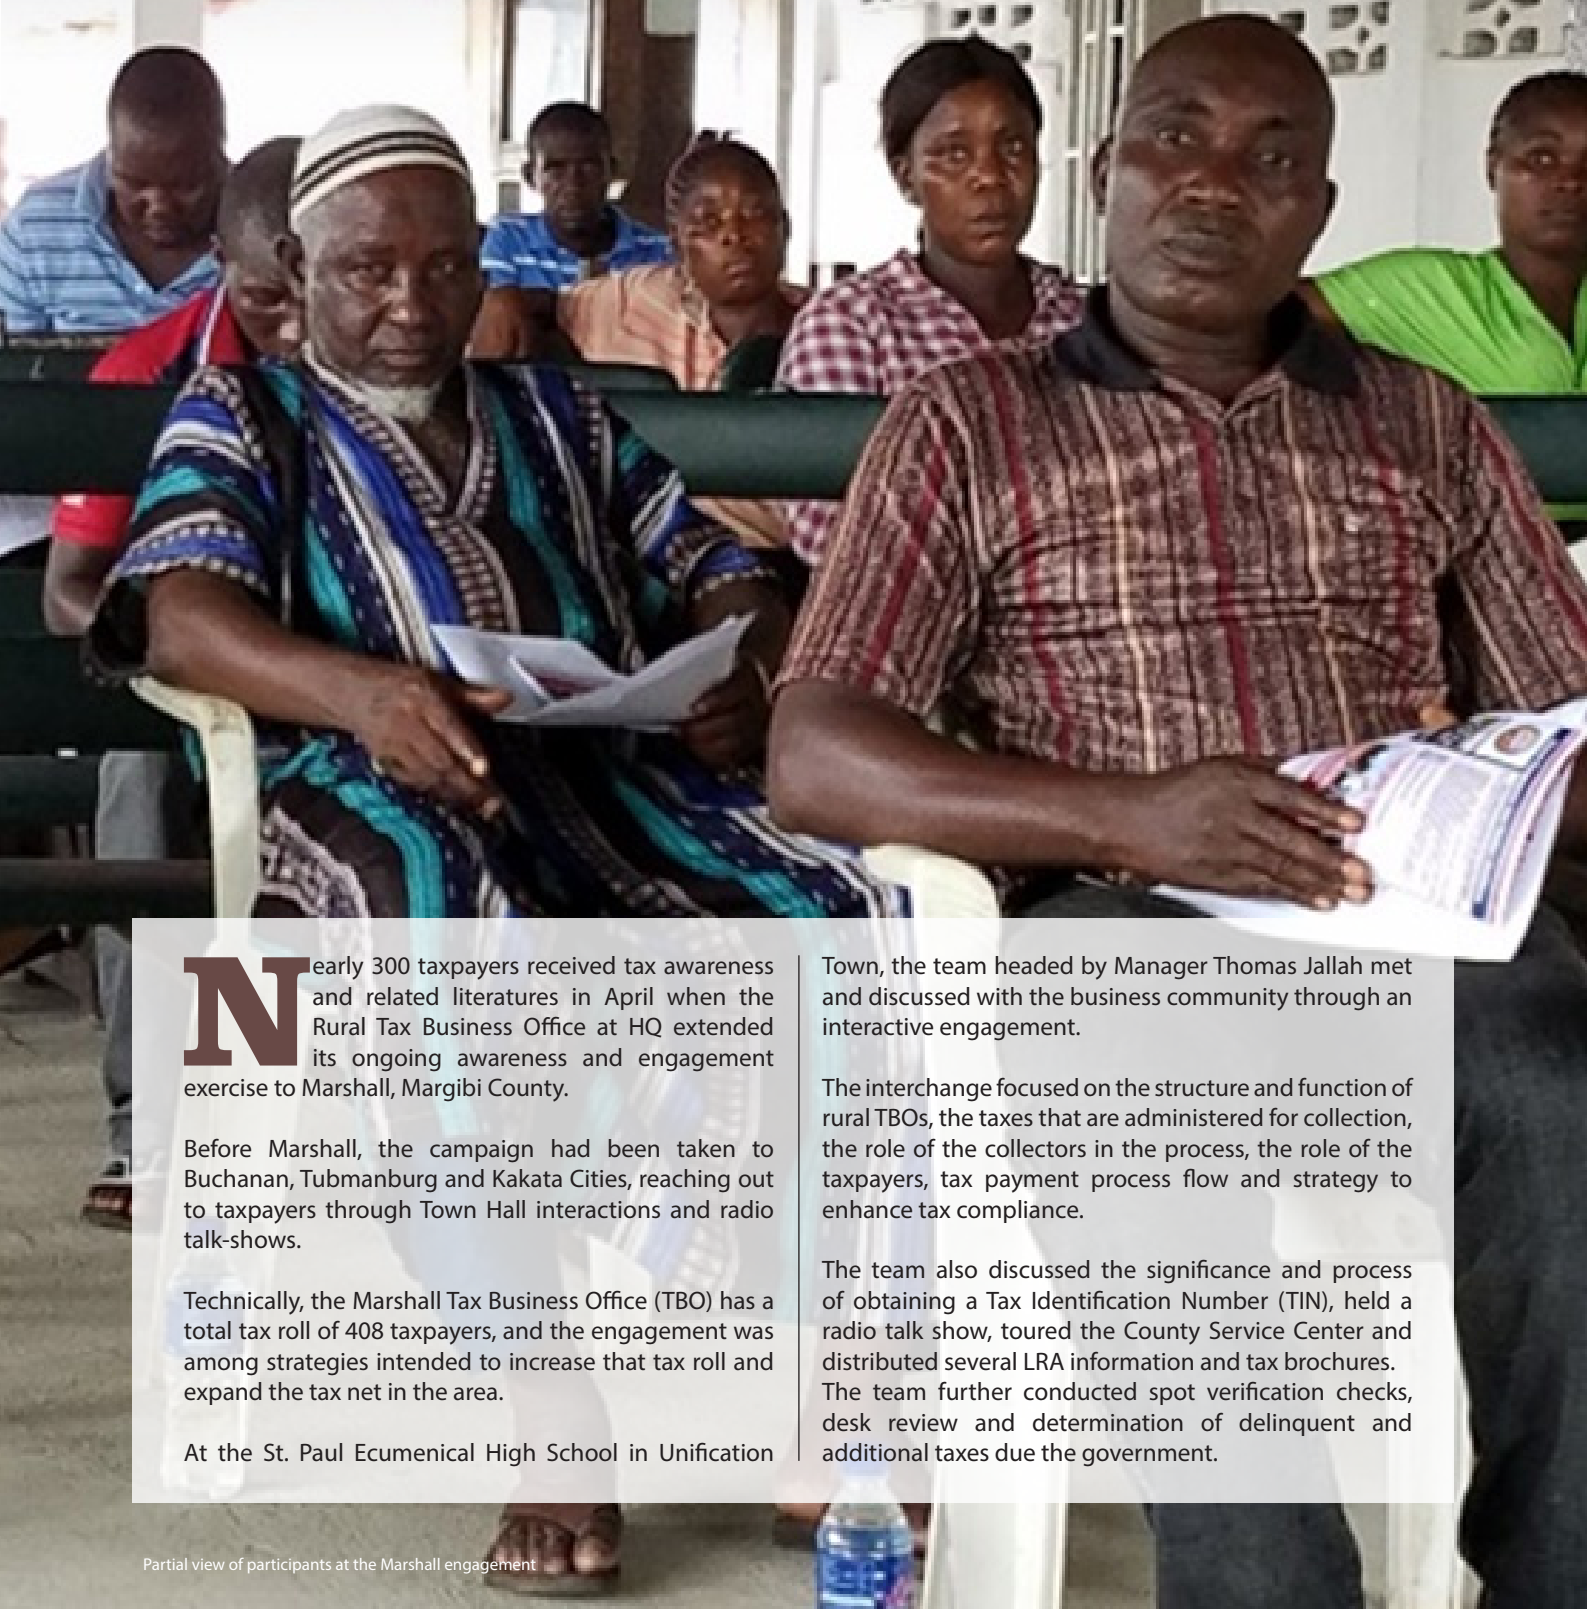 Nearly 300 taxpayers received tax awareness
and related literatures in April when the
Rural Tax Business Office at HQ extended
its ongoing awareness and engagement
exercise to Marshall, Margibi County.
Before Marshall, the campaign had been taken to
Buchanan, Tubmanburg and Kakata Cities, reaching out
to taxpayers through Town Hall interactions and radio
talk-shows.
Technically, the Marshall Tax Business Office (TBO) has a
total tax roll of 408 taxpayers, and the engagement was
among strategies intended to increase that tax roll and
expand the tax net in the area.
At the St. Paul Ecumenical High School in Unification
Town, the team headed by Manager Thomas Jallah met
and discussed with the business community through an
interactive engagement.
The interchange focused on the structure and function of
rural TBOs, the taxes that are administered for collection,
the role of the collectors in the process, the role of the
taxpayers, tax payment process flow and strategy to
enhance tax compliance.
The team also discussed the significance and process
of obtaining a Tax Identification Number (TIN), held a
radio talk show, toured the County Service Center and
distributed several LRA information and tax brochures.
The team further conducted spot verification checks,
desk review and determination of delinquent and
additional taxes due the government.
Partial view of participants at the Marshall engagement